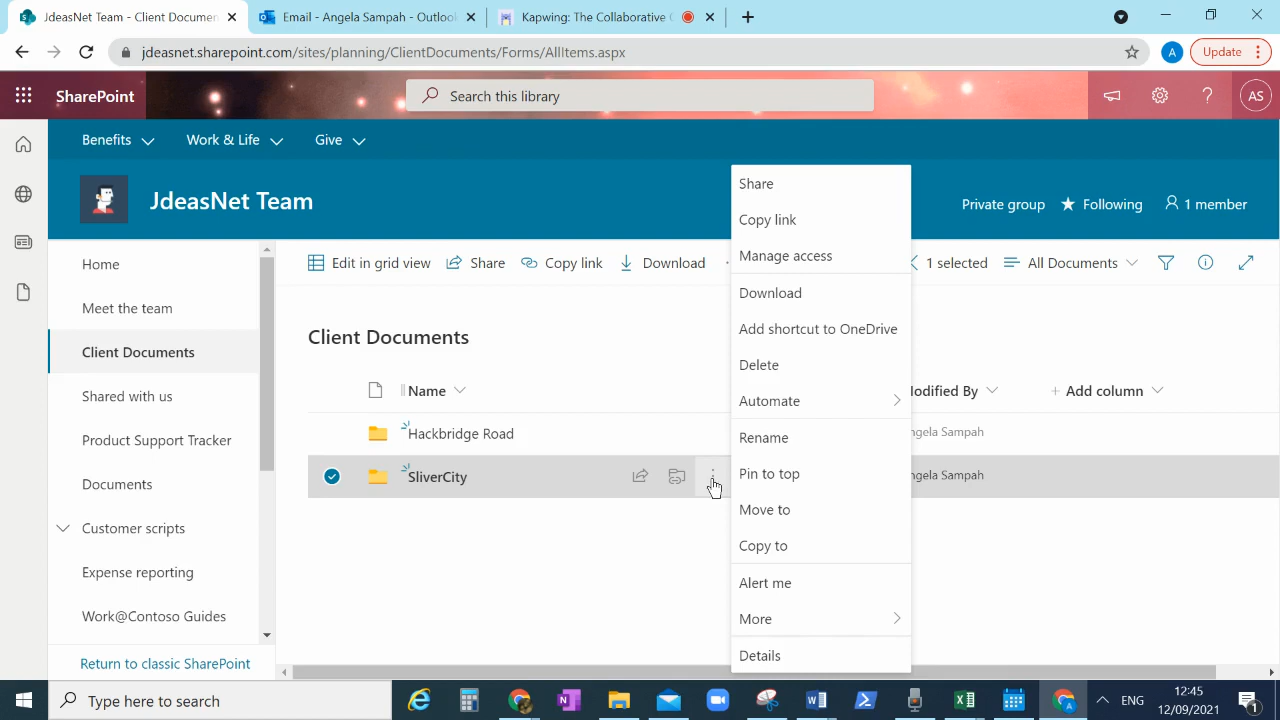 JdeasNet Team - Client Documen
Email - Angela Sampah - Outlook
Kapwing: The Collaborative
jdeasnet.sharepoint.com/sites/planning/ClientDocuments/Forms/AllItems.aspx
A
Update
SharePoint
Search this library
?
AS
Benefits
Work & Life
Give
JdeasNet Team
Private group
Following
1 member
Home
Meet the team
Client Documents
Shared with us
Product Support Tracker
Documents
Customer scripts
Expense reporting
Work@Contoso Guides
Return to classic SharePoint
Edit in grid view
Share
Copy link
Download
1 selected
All Documents
Client Documents
Name
odified By
Add column
Hackbridge Road
ngela Sampah
SliverCity
ngela Sampah
Share
Copy link
Manage access
Download
Add shortcut to OneDrive
Delete
Automate
Rename
Pin to top
Move to
Copy to
Alert me
More
Details
Type here to search
ENG
12:45
12/09/2021
1